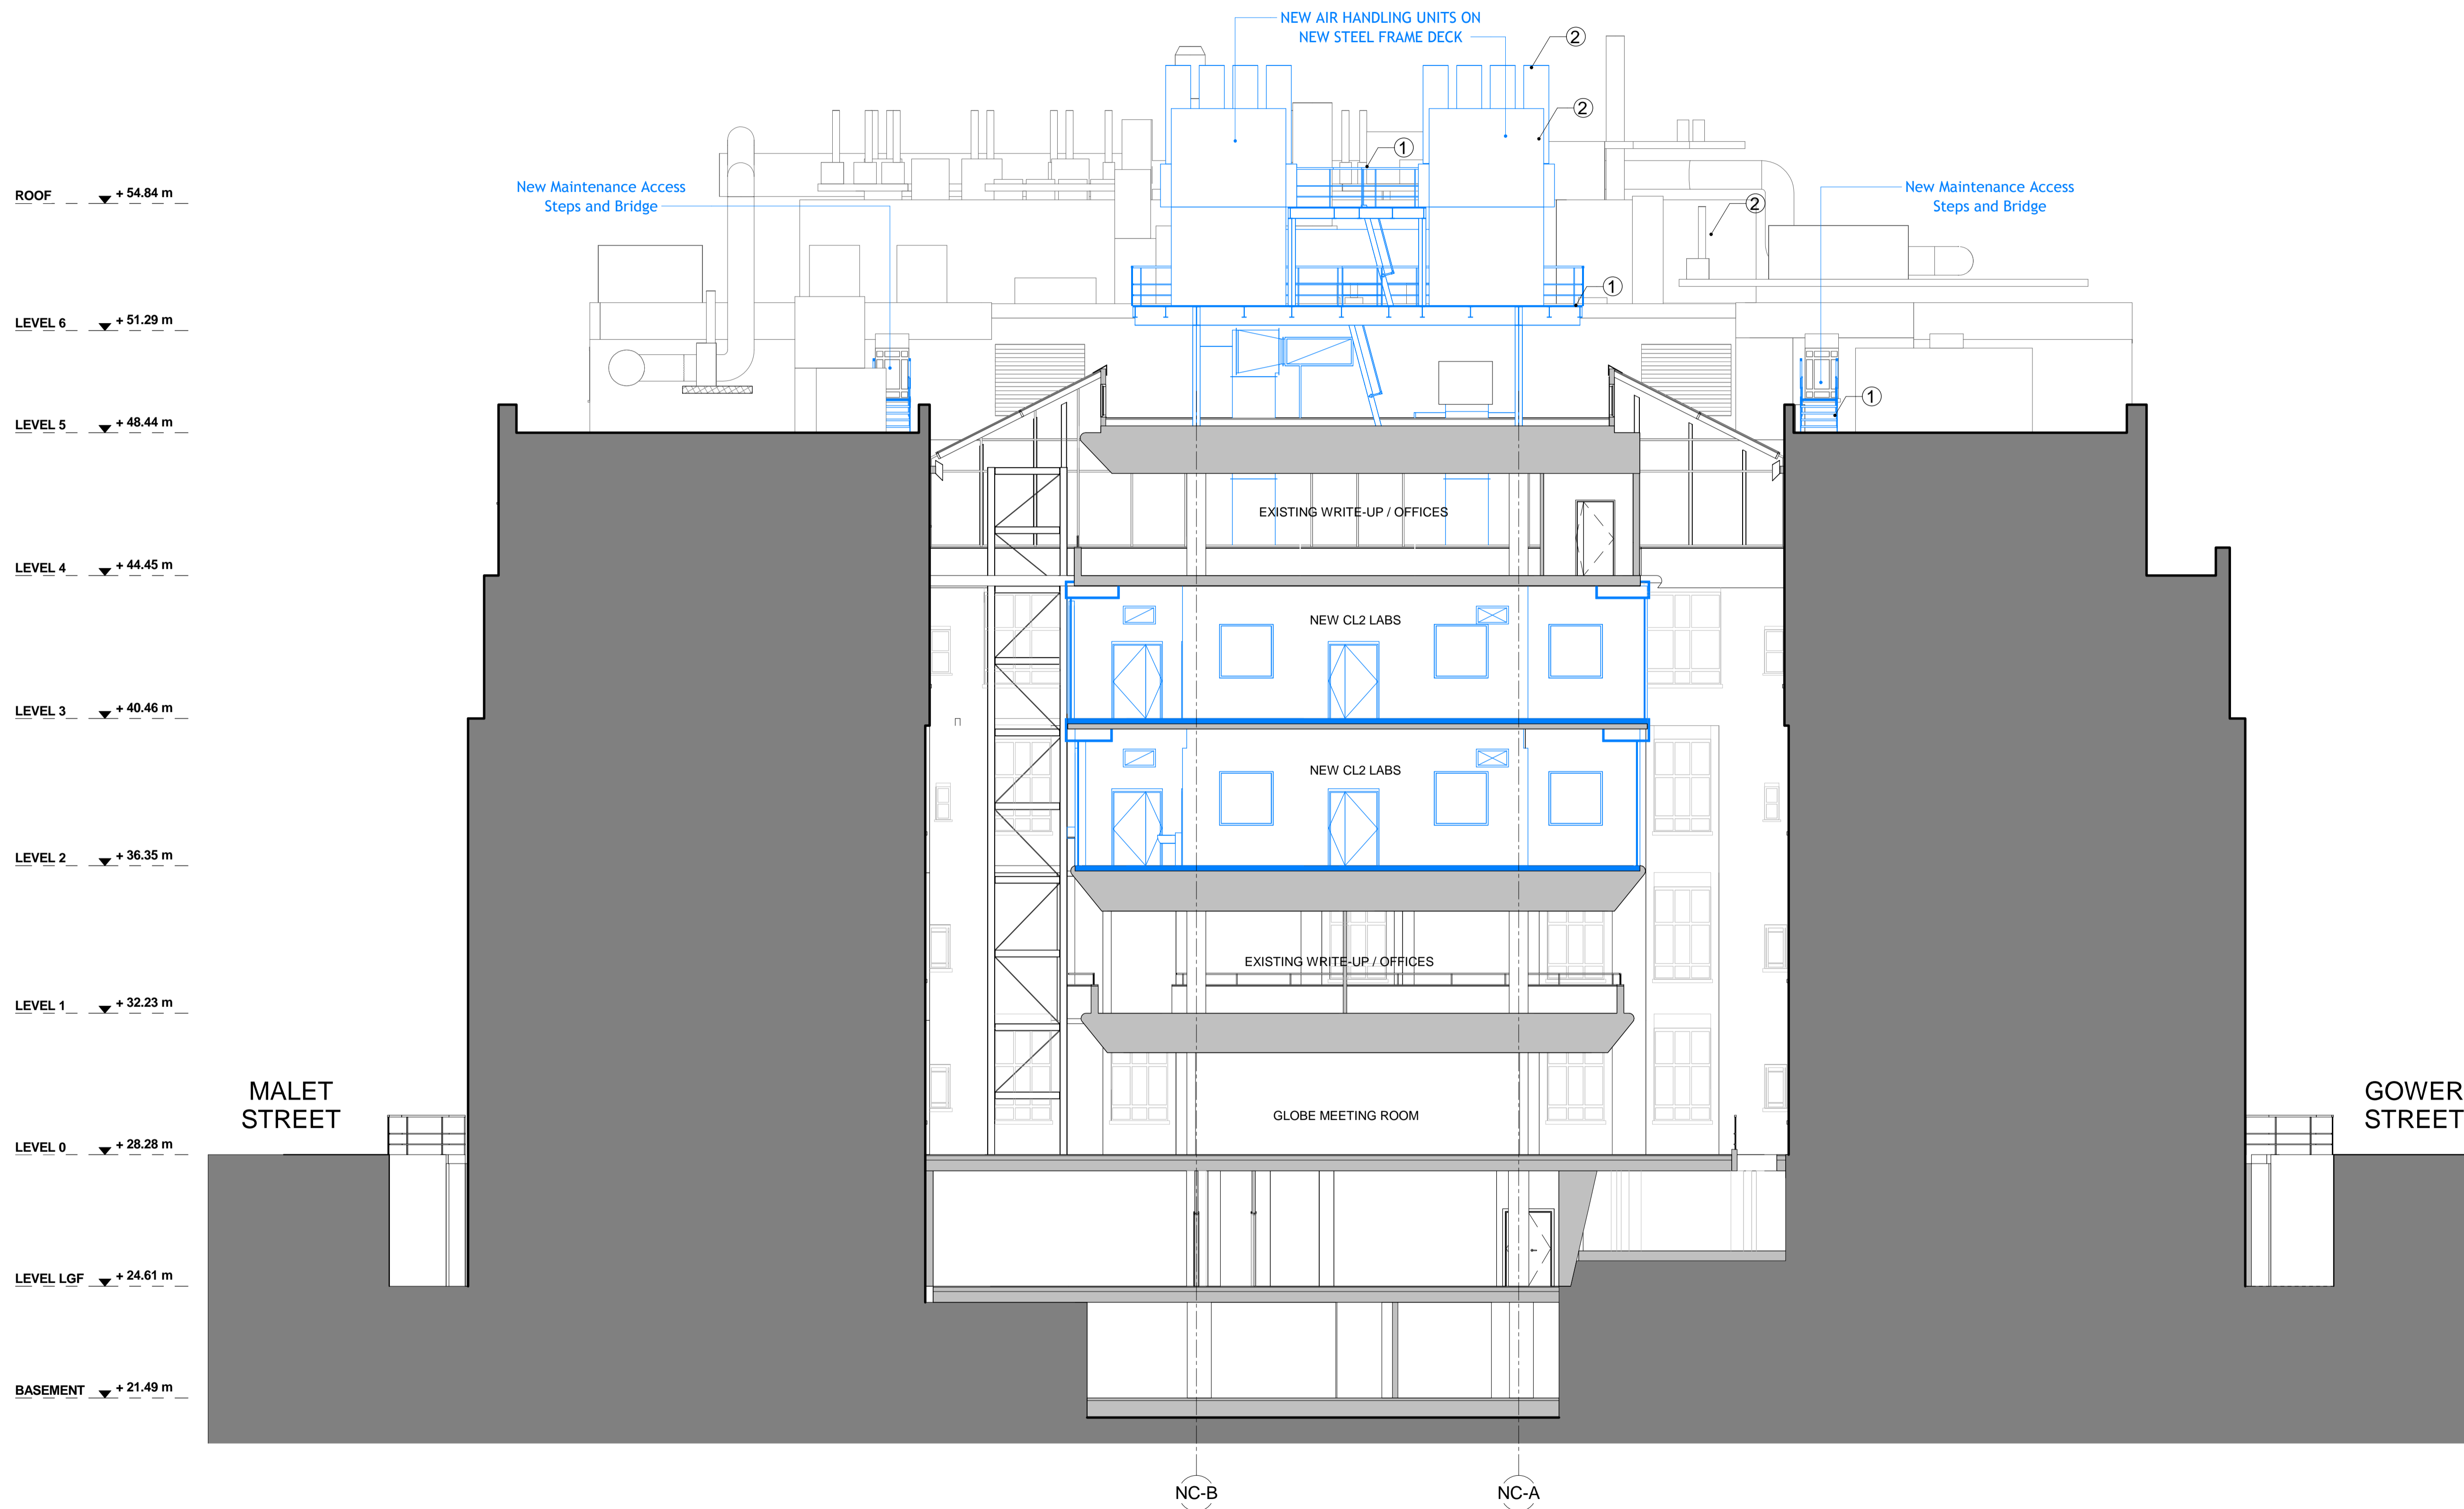 NEW AIR HANDLING UNITS ON
NEW STEEL FRAME DECK
2
2
1
New Maintenance Access
Steps and Bridge
New Maintenance Access
Steps and Bridge
ROOF + 54.84 m
2
1
LEVEL 6 + 51.29 m
1
LEVEL 5 + 48.44 m
EXISTING WRITE-UP / OFFICES
LEVEL 4 + 44.45 m
NEW CL2 LABS
LEVEL 3 + 40.46 m
NEW CL2 LABS
LEVEL 2 + 36.35 m
EXISTING WRITE-UP / OFFICES
LEVEL 1 + 32.23 m
MALET
STREET
GOWER
STREET
GLOBE MEETING ROOM
LEVEL 0 + 28.28 m
LEVEL LGF + 24.61 m
BASEMENT + 21.49 m
NC-B
NC-A